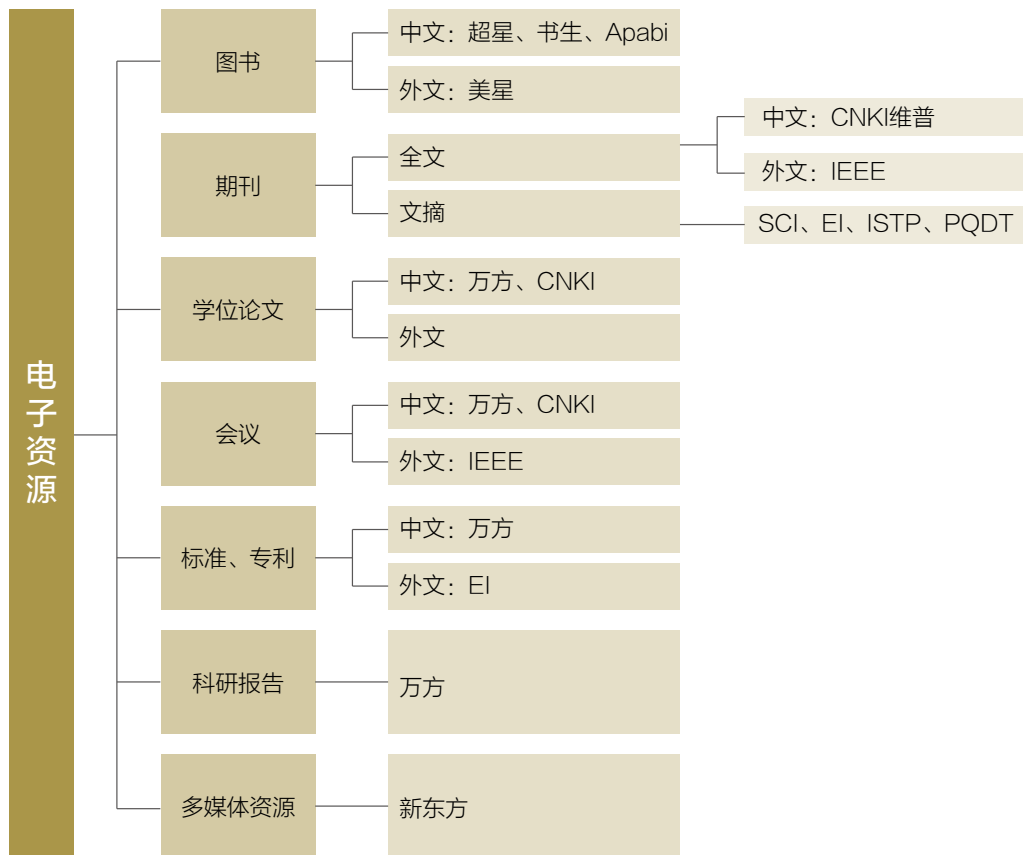 电子资源
图书
中文：超星、书生、Apabi
外文：美星
期刊
全文
中文：CNKI维普
外文：IEEE
文摘
SCI、EI、ISTP、PQDT
学位论文
中文：万方、CNKI
外文
会议
中文：万方、CNKI
外文：IEEE
标准、专利
中文：万方
外文：EI
科研报告
万方
多媒体资源
新东方